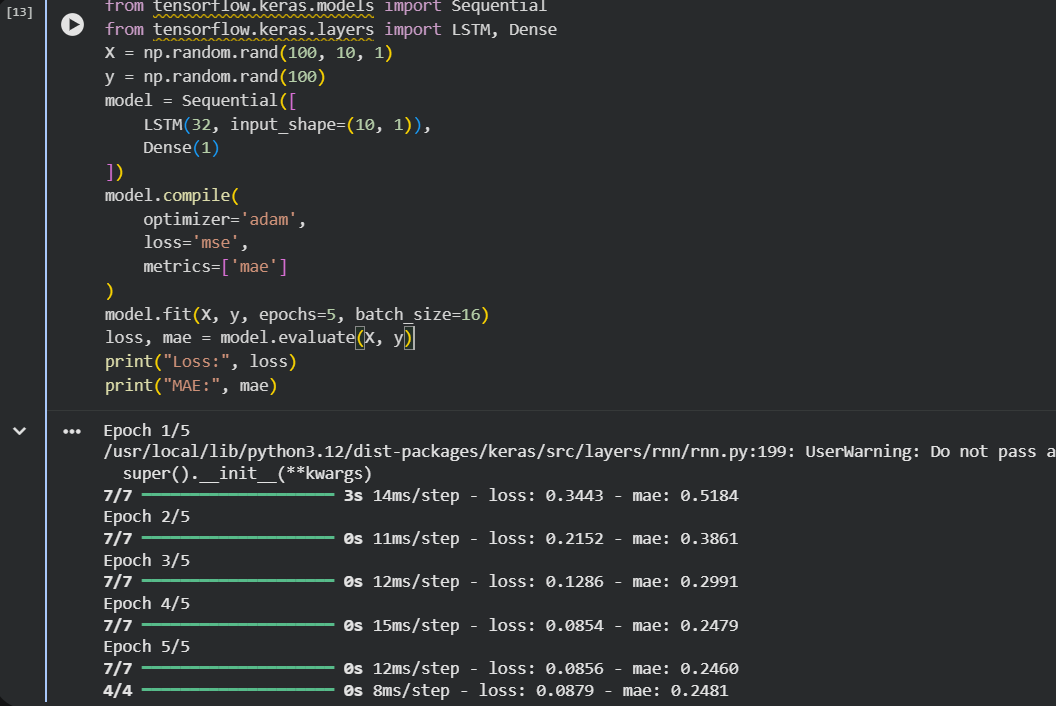 [13]
from tensorflow.keras.models import Sequential
from tensorflow.keras.layers import LSTM, Dense
X = np.random.rand(100, 10, 1)
y = np.random.rand(100)
model = Sequential([
    LSTM(32, input_shape=(10, 1)),
    Dense(1)
])
model.compile(
    optimizer='adam',
    loss='mse',
    metrics=['mae']
)
model.fit(X, y, epochs=5, batch_size=16)
loss, mae = model.evaluate(X, y)
print("Loss:", loss)
print("MAE:", mae)
Epoch 1/5
/usr/local/lib/python3.12/dist-packages/keras/src/layers/rnn/rnn.py:199: UserWarning: Do not pass a
  super().__init__(**kwargs)
7/7 3s 14ms/step - loss: 0.3443 - mae: 0.5184
Epoch 2/5
7/7 0s 11ms/step - loss: 0.2152 - mae: 0.3861
Epoch 3/5
7/7 0s 12ms/step - loss: 0.1286 - mae: 0.2991
Epoch 4/5
7/7 0s 15ms/step - loss: 0.0854 - mae: 0.2479
Epoch 5/5
7/7 0s 12ms/step - loss: 0.0856 - mae: 0.2460
4/4 0s 8ms/step - loss: 0.0879 - mae: 0.2481